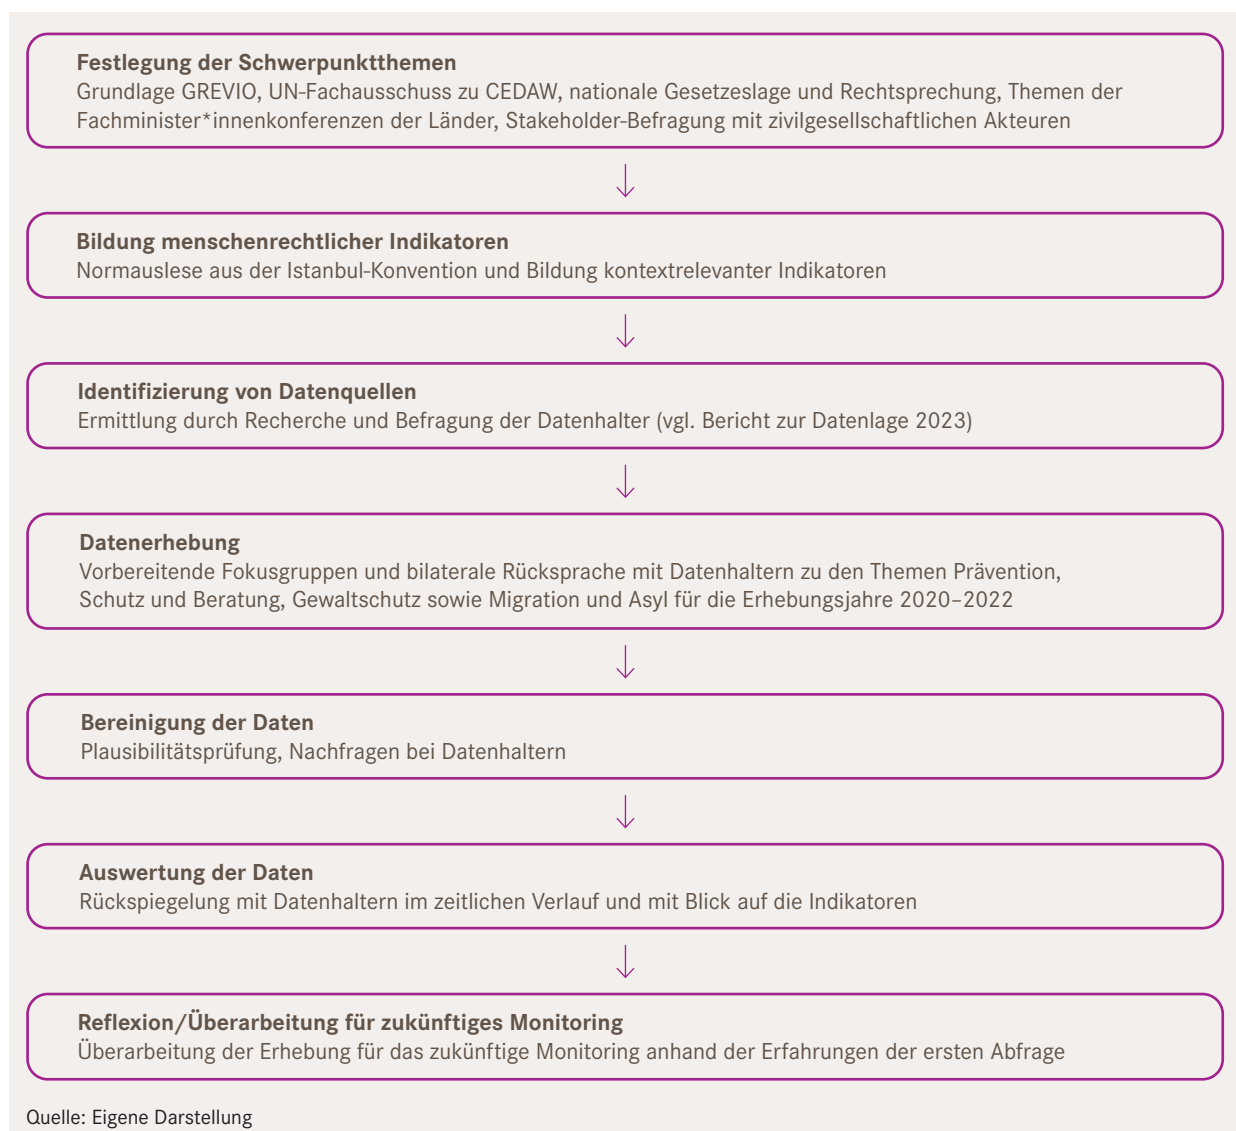 Festlegung der Schwerpunktthemen
Grundlage GREVIO, UN-Fachausschuss zu CEDAW, nationale Gesetzeslage und Rechtsprechung, Themen der
Fachminister*innenkonferenzen der Länder, Stakeholder-Befragung mit zivilgesellschaftlichen Akteuren
Bildung menschenrechtlicher Indikatoren
Normauslese aus der Istanbul-Konvention und Bildung kontextrelevanter Indikatoren
Identifizierung von Datenquellen
Ermittlung durch Recherche und Befragung der Datenhalter (vgl. Bericht zur Datenlage 2023)
Datenerhebung
Vorbereitende Fokusgruppen und bilaterale Rücksprache mit Datenhaltern zu den Themen Prävention,
Schutz und Beratung, Gewaltschutz sowie Migration und Asyl für die Erhebungsjahre 2020–2022
Bereinigung der Daten
Plausibilitätsprüfung, Nachfragen bei Datenhaltern
Auswertung der Daten
Rückspiegelung mit Datenhaltern im zeitlichen Verlauf und mit Blick auf die Indikatoren
Reflexion/Überarbeitung für zukünftiges Monitoring
Überarbeitung der Erhebung für das zukünftige Monitoring anhand der Erfahrungen der ersten Abfrage
Quelle: Eigene Darstellung